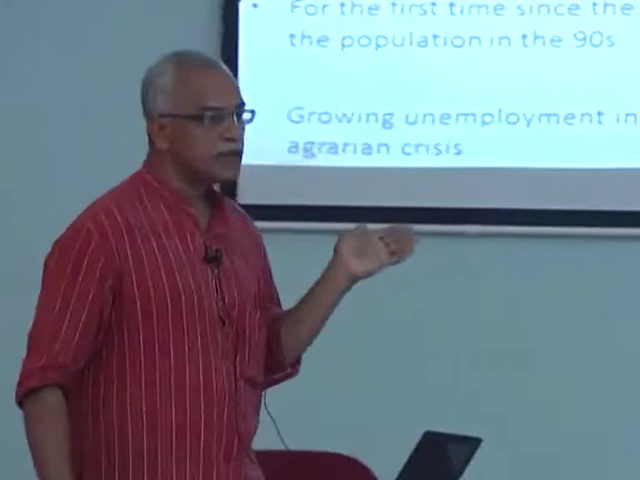 • For the first time since the
the population in the 90s
Growing unemployment in
agrarian crisis